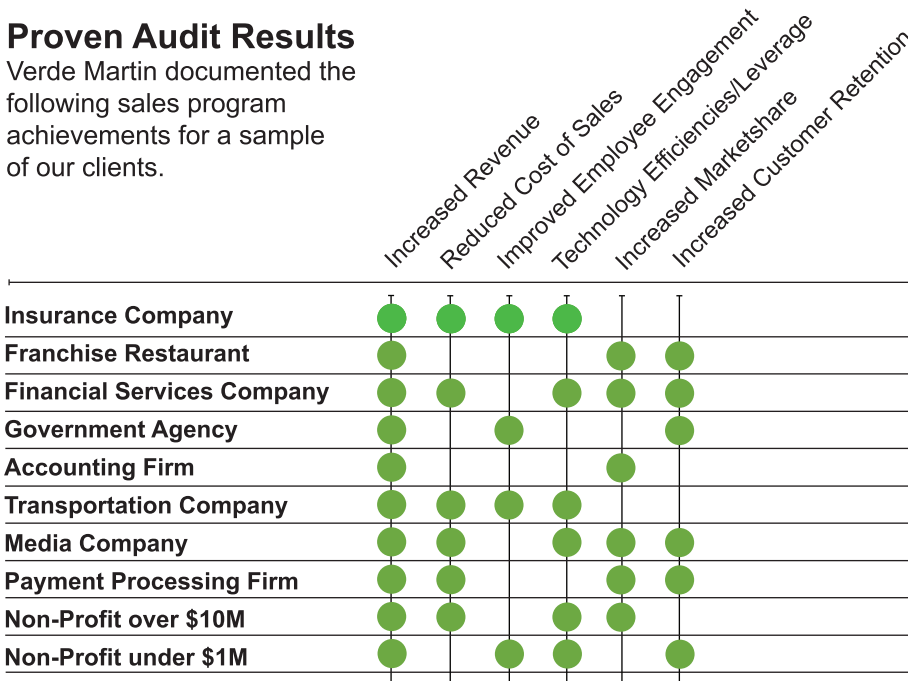 Proven Audit Results
Verde Martin documented the
following sales program
achievements for a sample
of our clients.
Increased Revenue
Reduced Cost of Sales
Improved Employee Engagement
Technology Efficiencies/Leverage
Increased Marketshare
Increased Customer Retention
Insurance Company
Franchise Restaurant
Financial Services Company
Government Agency
Accounting Firm
Transportation Company
Media Company
Payment Processing Firm
Non-Profit over $10M
Non-Profit under $1M